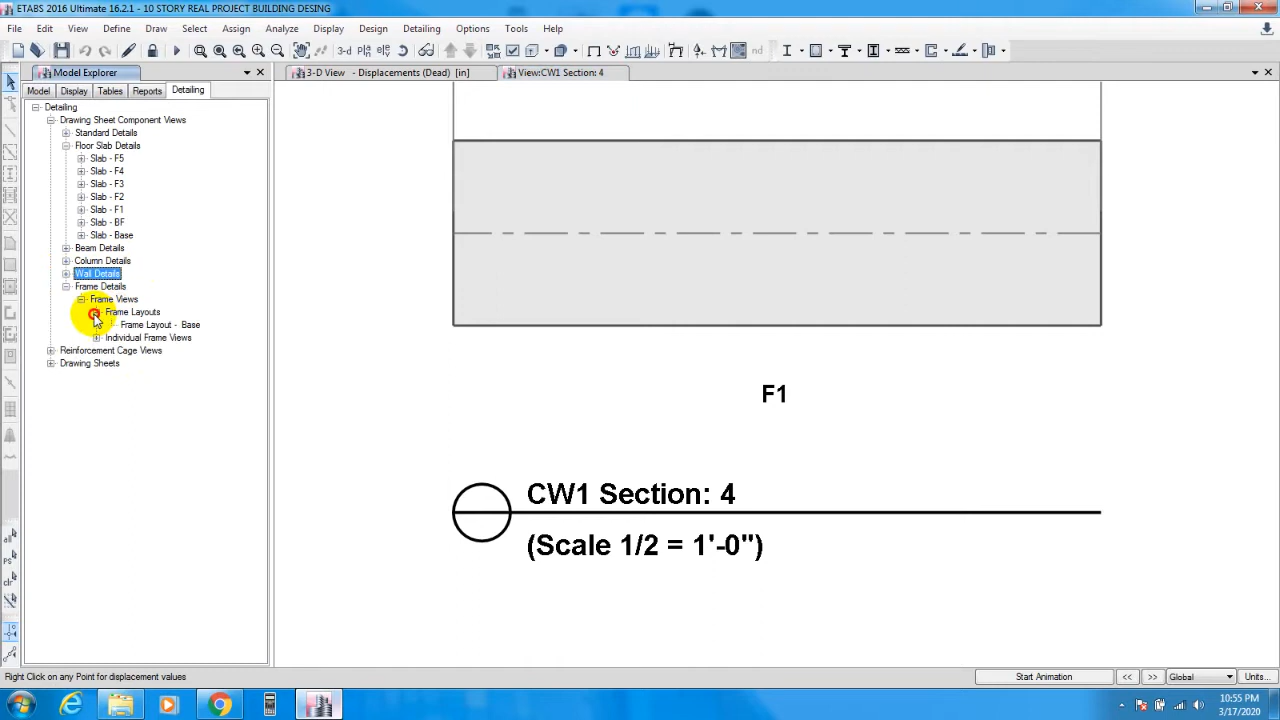 ETABS 2016 Ultimate 16.2.1 - 10 STORY REAL PROJECT BUILDING DESING
File Edit View Define Draw Select Assign Analyze Display Design Detailing Options Tools Help
3-d nd
Model Explorer
3-D View - Displacements (Dead) [in]
View:CW1 Section: 4
Model Display Tables Reports Detailing
Detailing
Drawing Sheet Component Views
Standard Details
Floor Slab Details
Slab - F5
Slab - F4
Slab - F3
Slab - F2
Slab - F1
Slab - BF
Slab - Base
Beam Details
Column Details
Wall Details
Frame Details
Frame Views
Frame Layouts
Frame Layout - Base
Individual Frame Views
Reinforcement Cage Views
Drawing Sheets
F1
CW1 Section: 4
(Scale 1/2 = 1'-0")
PS
clr
Right Click on any Point for displacement values
Start Animation << >> Global Units...
10:55 PM
3/17/2020